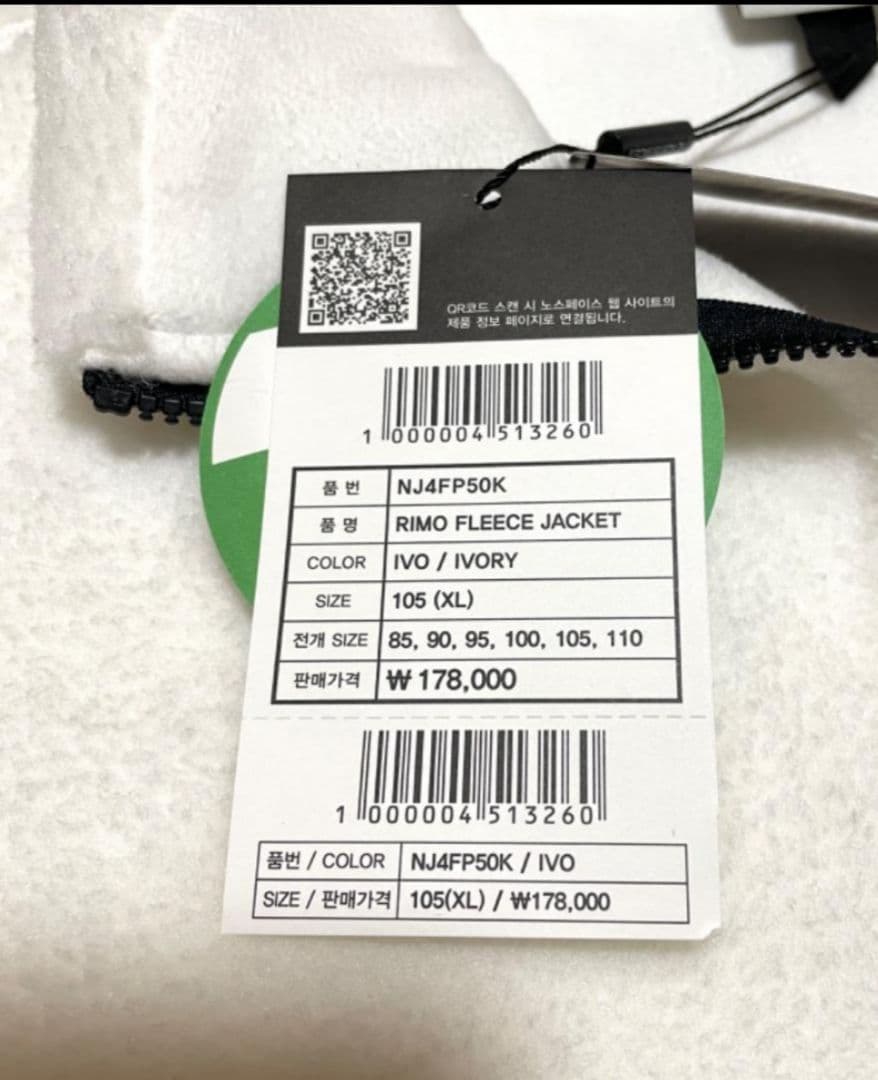 QR코드 스캔 시 노스페이스 웹 사이트의
제품 정보 페이지로 연결됩니다.
1 000004 513260
품 번 NJ4FP50K
품 명 RIMO FLEECE JACKET
COLOR IVO / IVORY
SIZE 105 (XL)
전개 SIZE 85, 90, 95, 100, 105, 110
판매가격 ₩ 178,000
1 000004 513260
품번 / COLOR NJ4FP50K / IVO
SIZE / 판매가격 105(XL) / ₩178,000